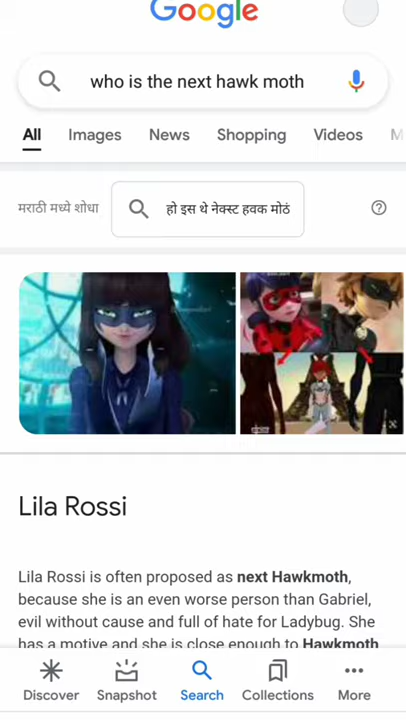 Google
who is the next hawk moth
All Images News Shopping Videos M
मराठी मध्ये शोधा हो इस थे नेक्स्ट हवक मोठं
Lila Rossi
Lila Rossi is often proposed as next Hawkmoth,
because she is an even worse person than Gabriel,
evil without cause and full of hate for Ladybug. She
has a motive and she is close enough to Hawkmoth
Discover Snapshot Search Collections More